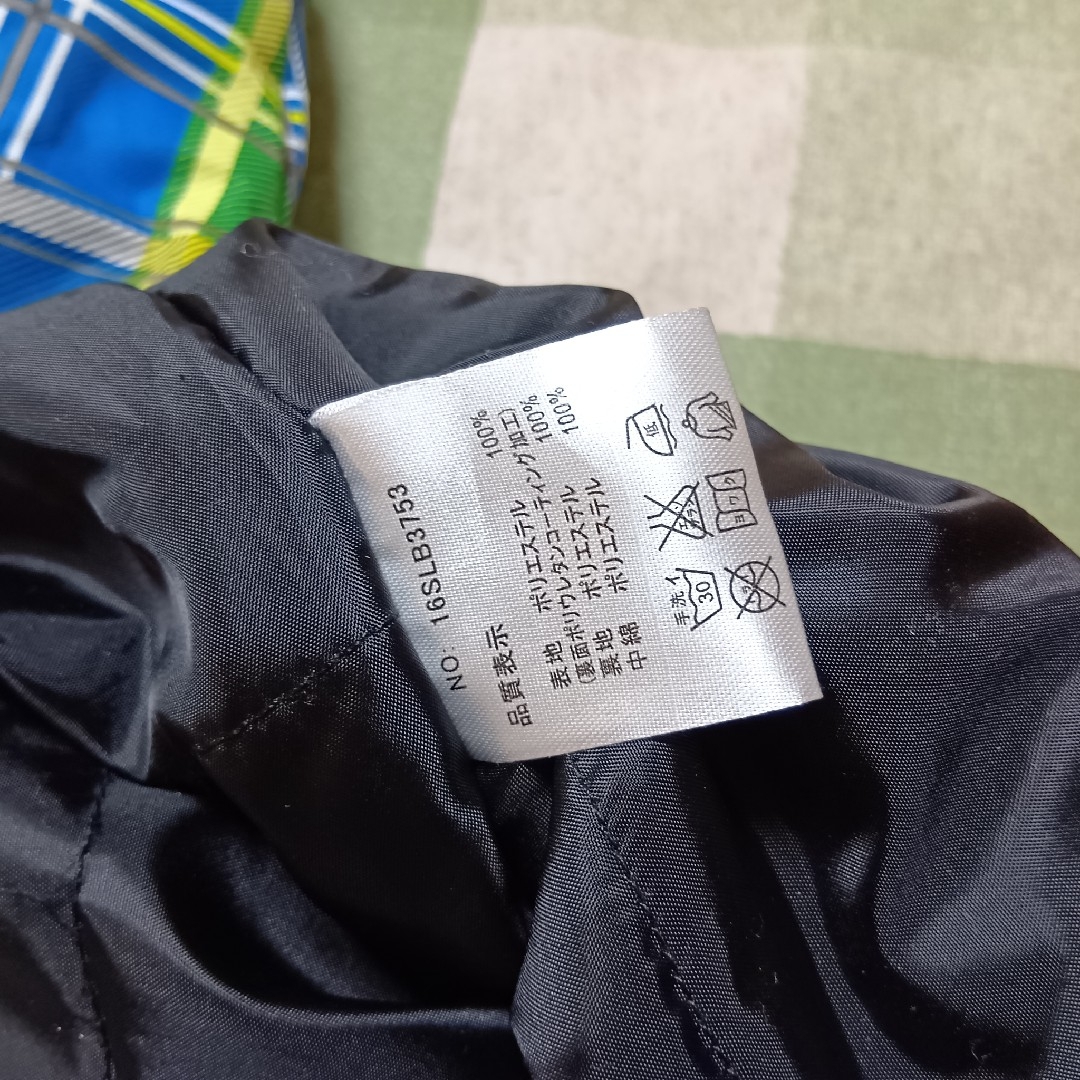 NO: 16SLB3753
品質表示
表地 ポリエステル 100%
(裏面ポリウレタンコーティング加工)
裏地 ポリエステル 100%
中綿 ポリエステル 100%
手洗イ
30
低